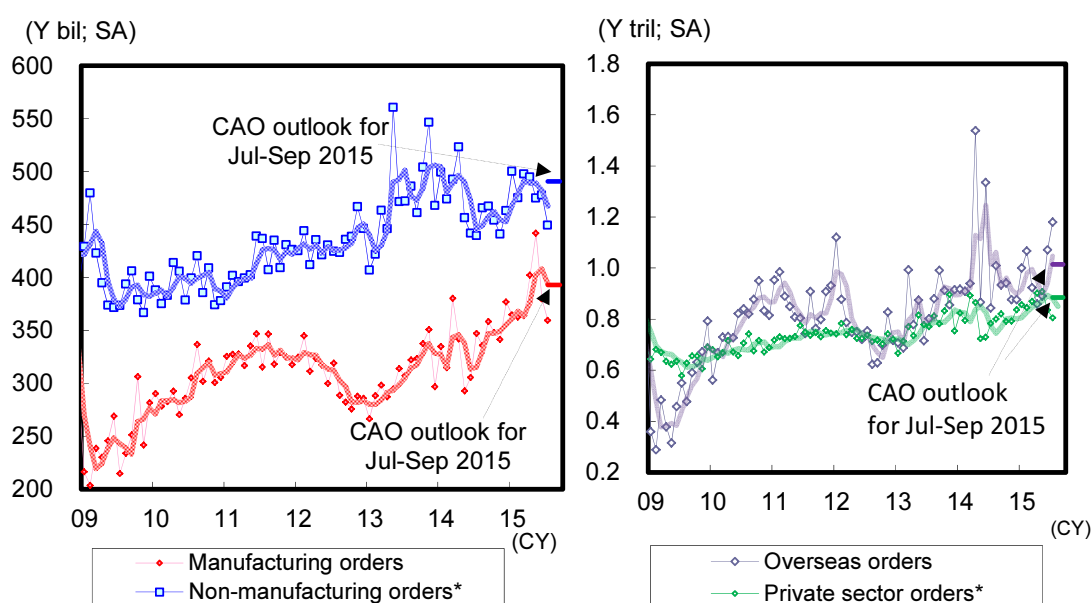 (Y bil; SA)
600
550
500
450
400
350
300
250
200
CAO outlook for
Jul-Sep 2015
CAO outlook for
Jul-Sep 2015
09 10 11 12 13 14 15
(CY)
Manufacturing orders
Non-manufacturing orders*
(Y tril; SA)
1.8
1.6
1.4
1.2
1.0
0.8
0.6
0.4
0.2
CAO outlook
for Jul-Sep 2015
09 10 11 12 13 14 15
(CY)
Overseas orders
Private sector orders*